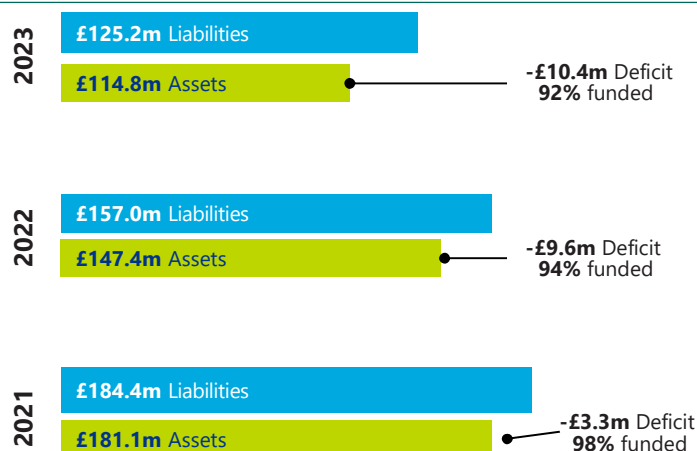 2023
£125.2m Liabilities
£114.8m Assets
-£10.4m Deficit
92% funded
2022
£157.0m Liabilities
£147.4m Assets
-£9.6m Deficit
94% funded
2021
£184.4m Liabilities
£181.1m Assets
-£3.3m Deficit
98% funded